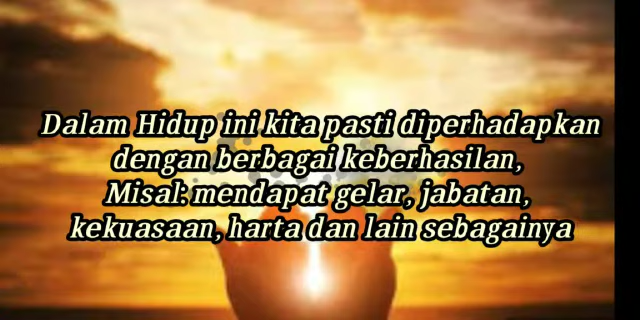 Dalam Hidup ini kita pasti diperhadapkan
dengan berbagai keberhasilan,
Misal: mendapat gelar, jabatan,
kekuasaan, harta dan lain sebagainya